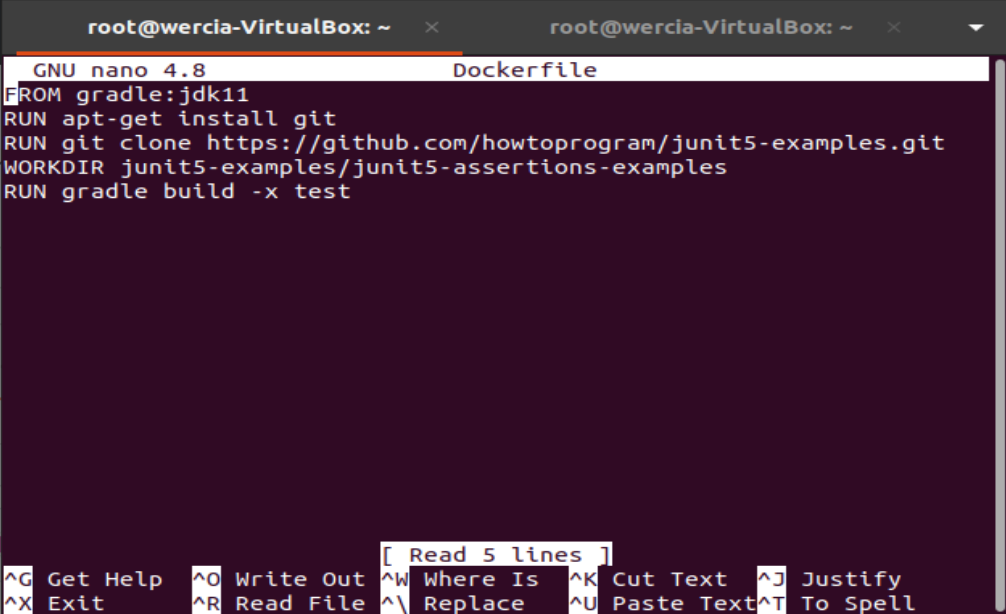 root@wercia-VirtualBox: ~ × root@wercia-VirtualBox: ~ ×
GNU nano 4.8 Dockerfile
FROM gradle:jdk11
RUN apt-get install git
RUN git clone https://github.com/howtoprogram/junit5-examples.git
WORKDIR junit5-examples/junit5-assertions-examples
RUN gradle build -x test
[ Read 5 lines ]
^G Get Help ^O Write Out ^W Where Is ^K Cut Text ^J Justify
^X Exit ^R Read File ^\ Replace ^U Paste Text ^T To Spell